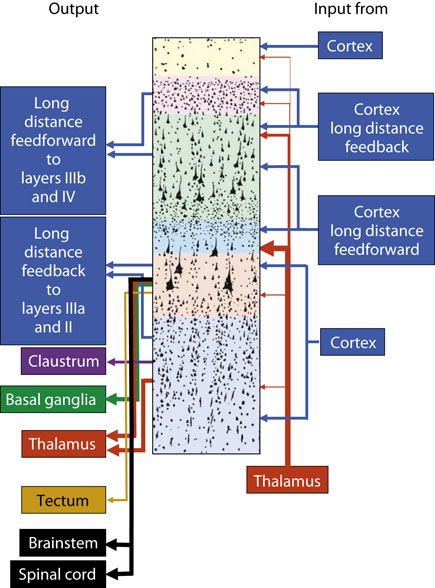 Output
Input from
Cortex
Long
distance
feedforward
to
layers IIIb
and IV
Cortex
long distance
feedback
Cortex
long distance
feedforward
Long
distance
feedback to
layers IIIa
and II
Cortex
Claustrum
Basal ganglia
Thalamus
Thalamus
Tectum
Brainstem
Spinal cord